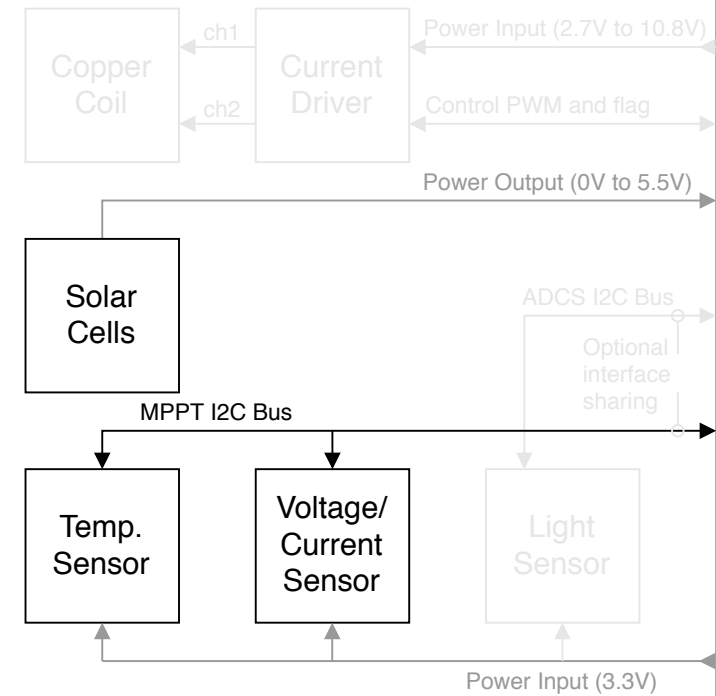 Power Input (2.7V to 10.8V)
ch1
Copper
Coil
Current
Driver
ch2
Control PWM and flag
Power Output (0V to 5.5V)
Solar
Cells
ADCS I2C Bus
Optional
interface
sharing
MPPT I2C Bus
Temp.
Sensor
Voltage/
Current
Sensor
Light
Sensor
Power Input (3.3V)